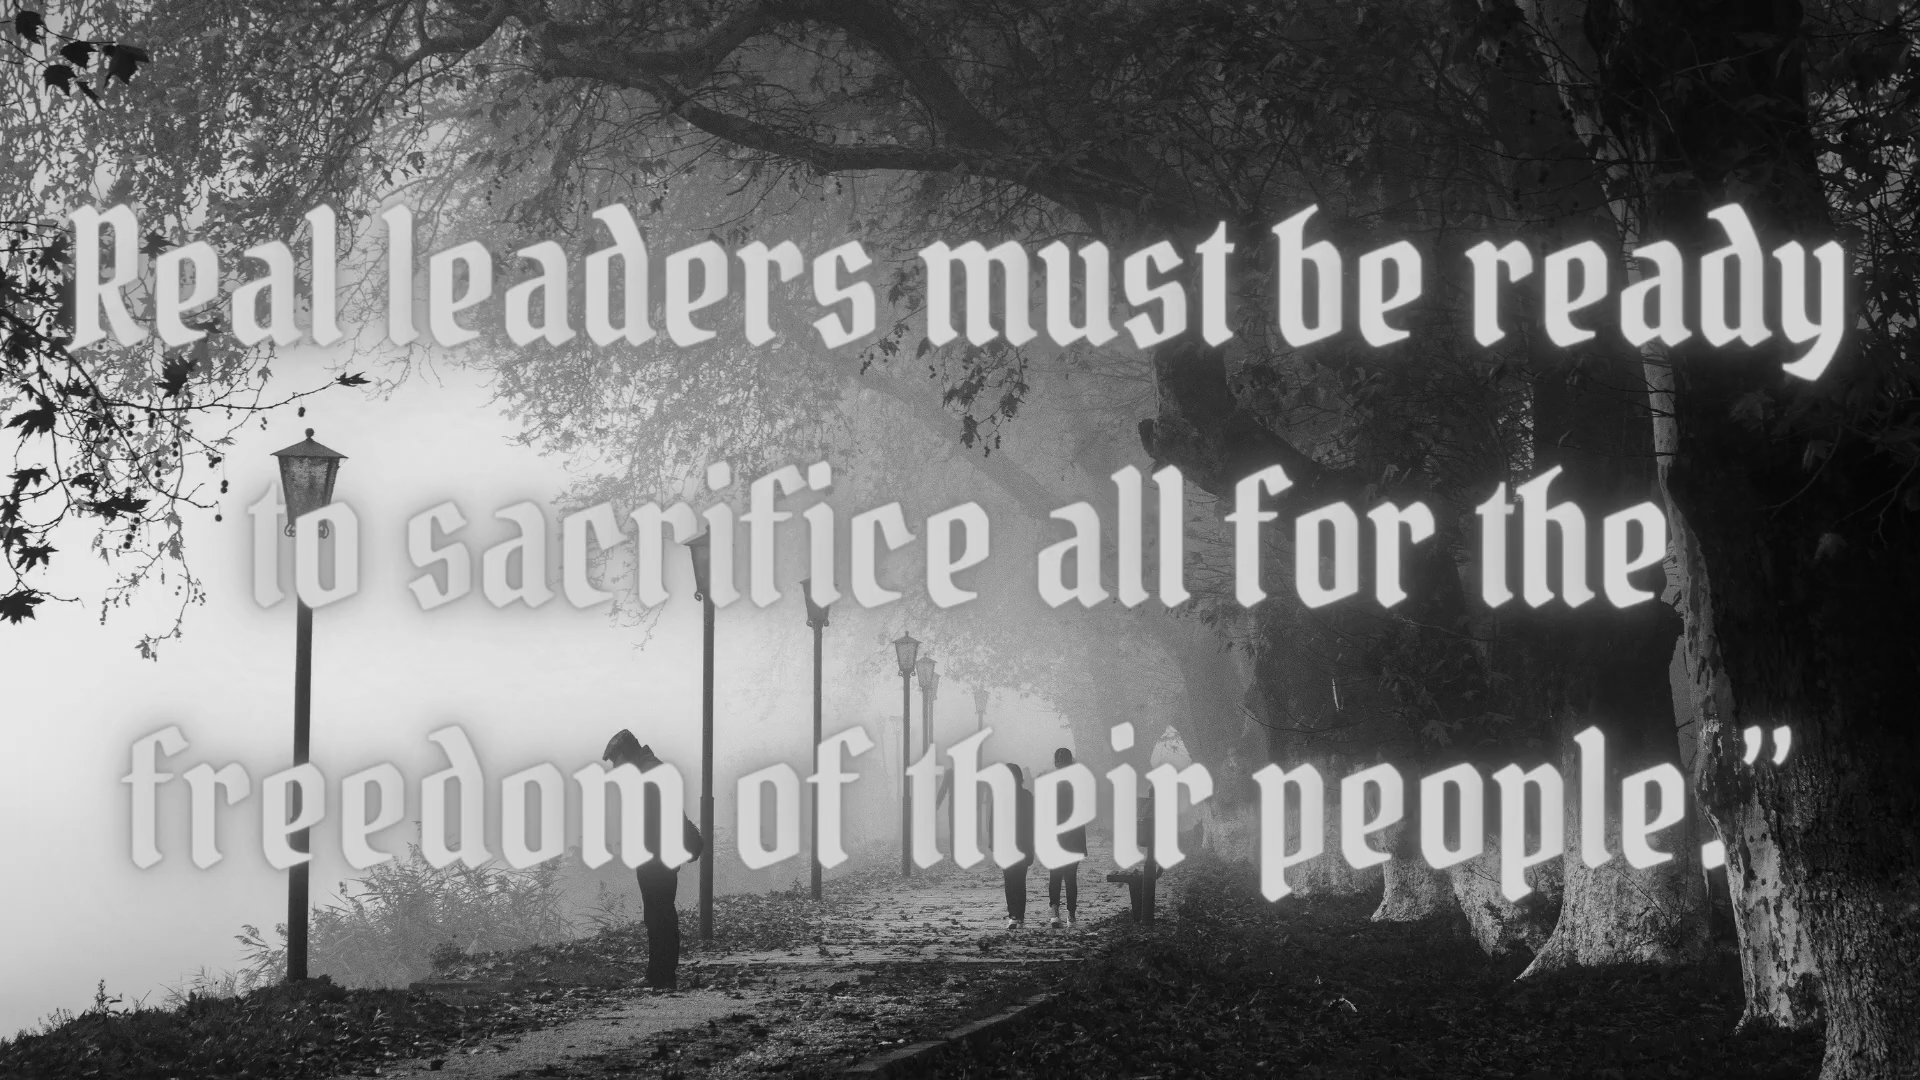 Real leaders must be ready
to sacrifice all for the
freedom of their people.”